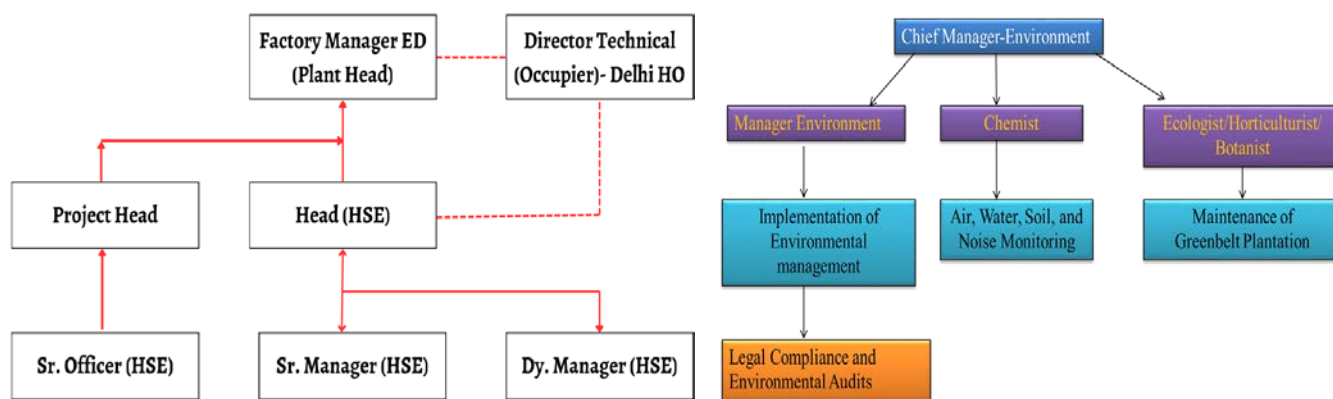 Factory Manager ED
(Plant Head)
Director Technical
(Occupier)- Delhi HO
Project Head
Head (HSE)
Sr. Officer (HSE)
Sr. Manager (HSE)
Dy. Manager (HSE)
Chief Manager-Environment
Manager Environment
Chemist
Ecologist/Horticulturist/
Botanist
Implementation of
Environmental
management
Air, Water, Soil, and
Noise Monitoring
Maintenance of
Greenbelt Plantation
Legal Compliance and
Environmental Audits